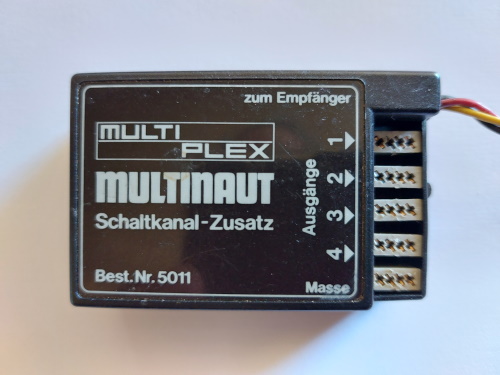 zum Empfänger
MULTI
PLEX
MULTINAUT
Schaltkanal-Zusatz
Best.Nr. 5011
Ausgänge
1
2
3
4
Masse